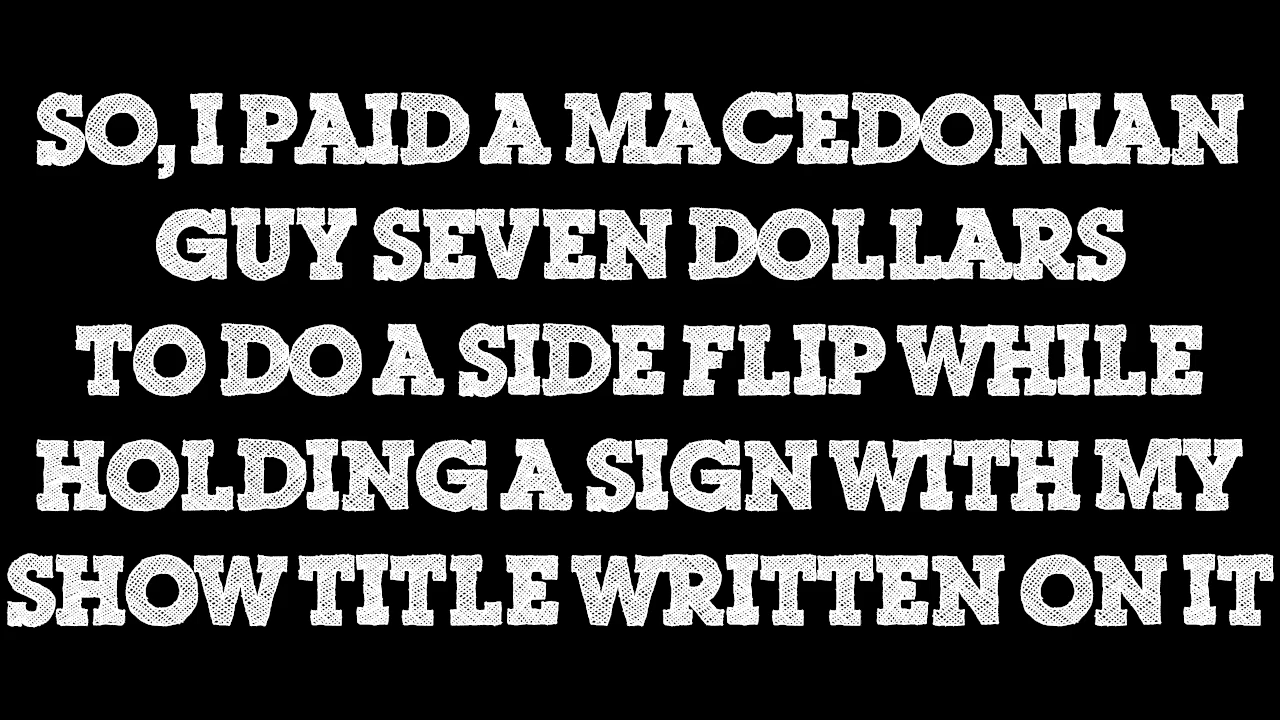 SO, I PAID A MACEDONIAN
GUY SEVEN DOLLARS
TO DO A SIDE FLIP WHILE
HOLDING A SIGN WITH MY
SHOW TITLE WRITTEN ON IT